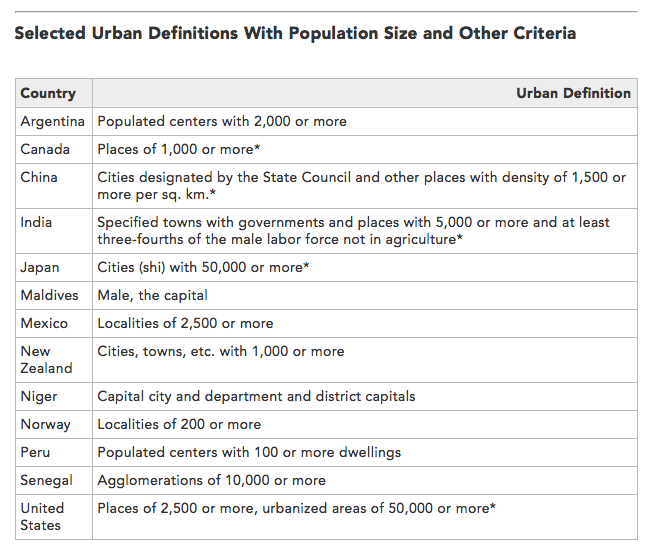 Selected Urban Definitions With Population Size and Other Criteria
Country Urban Definition
Argentina Populated centers with 2,000 or more
Canada Places of 1,000 or more*
China Cities designated by the State Council and other places with density of 1,500 or
more per sq. km.*
India Specified towns with governments and places with 5,000 or more and at least
three-fourths of the male labor force not in agriculture*
Japan Cities (shi) with 50,000 or more*
Maldives Male, the capital
Mexico Localities of 2,500 or more
New Cities, towns, etc. with 1,000 or more
Zealand
Niger Capital city and department and district capitals
Norway Localities of 200 or more
Peru Populated centers with 100 or more dwellings
Senegal Agglomerations of 10,000 or more
United Places of 2,500 or more, urbanized areas of 50,000 or more*
States